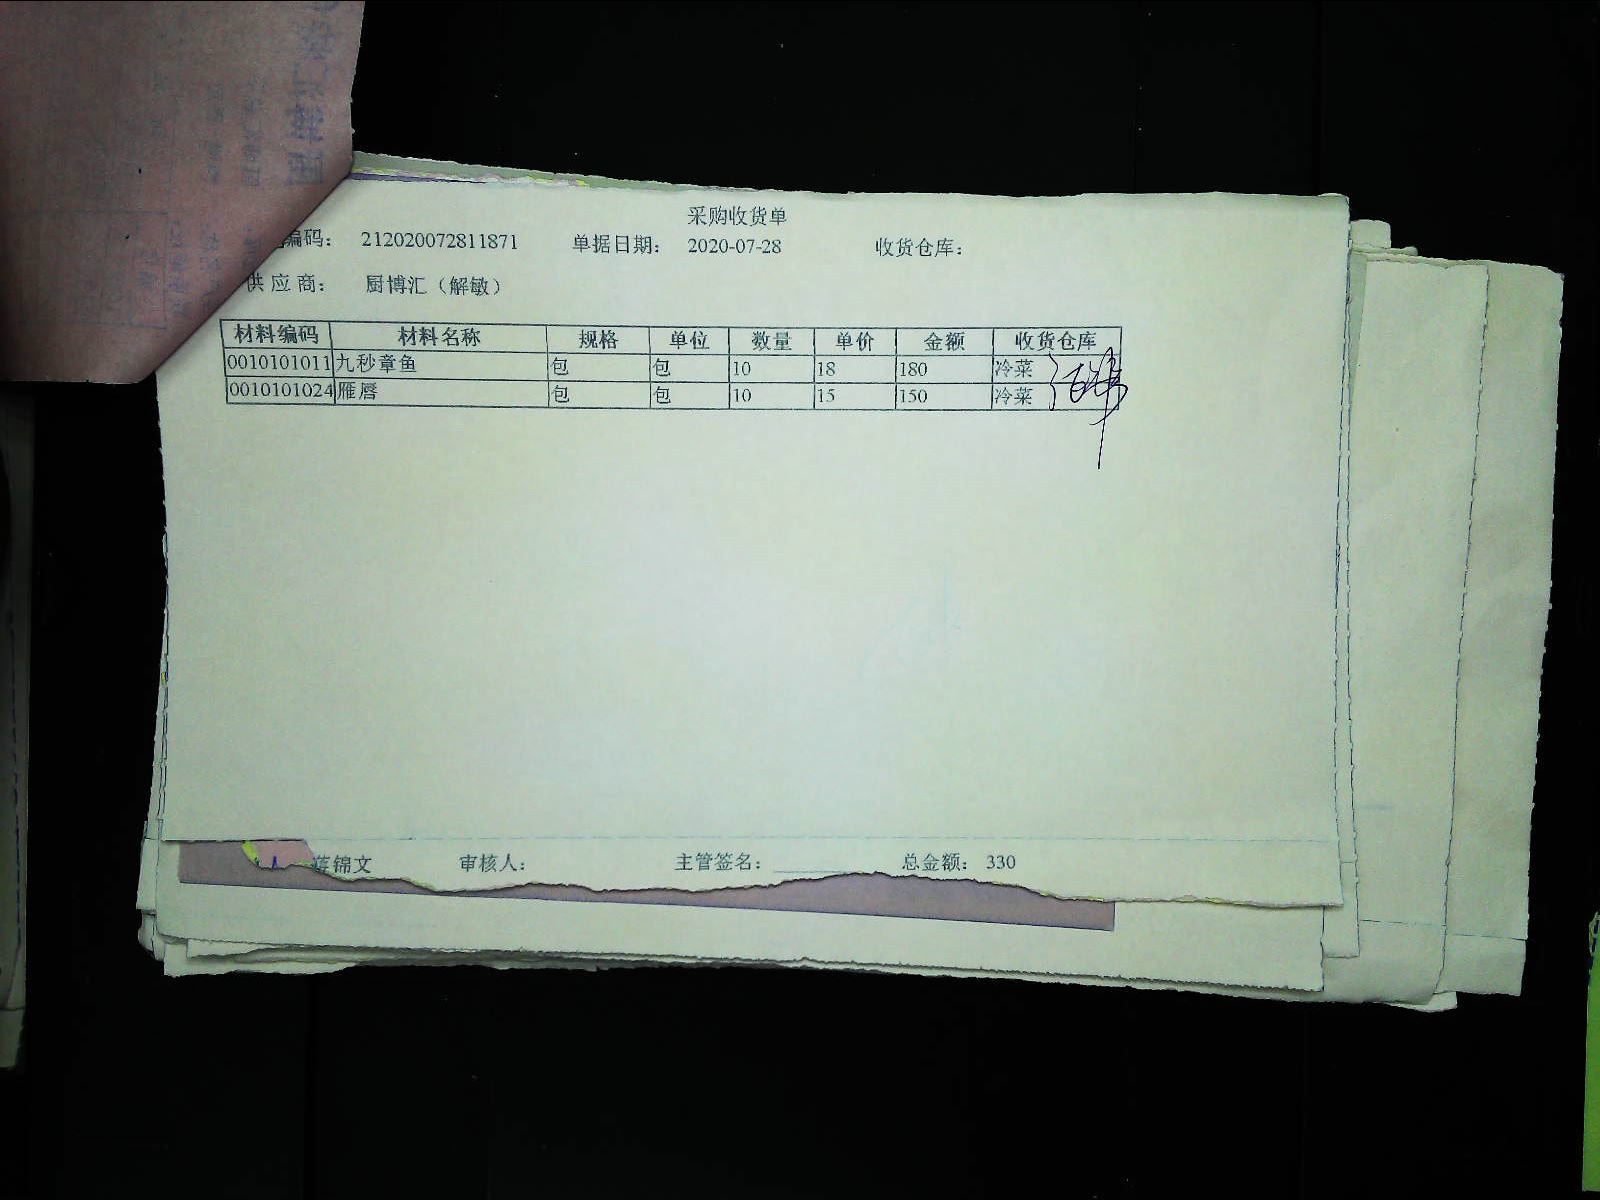 采购收货单
编码： 212020072811871 单据日期： 2020-07-28 收货仓库：
供应商： 厨博汇（解敏）
材料编码 材料名称 规格 单位 数量 单价 金额 收货仓库
0010101011 九秒章鱼 包 包 10 18 180 冷菜
0010101024 雁唇 包 包 10 15 150 冷菜
锦文 审核人： 主管签名： 总金额： 330